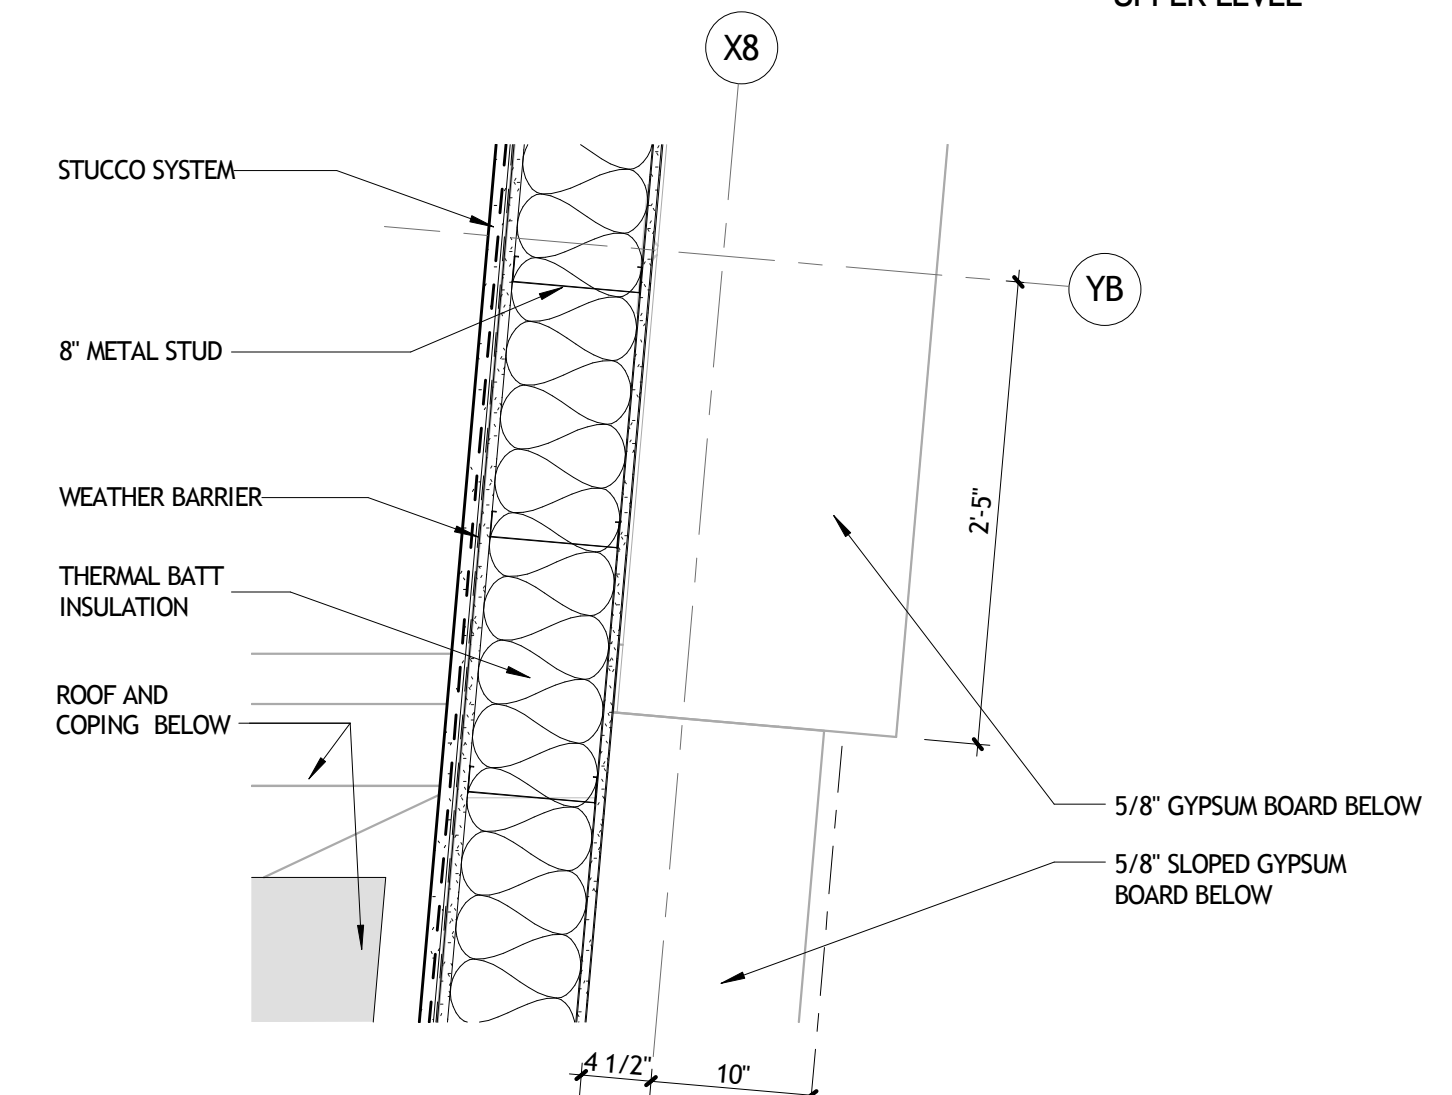 UPPER LEVEL
X8
STUCCO SYSTEM
YB
8" METAL STUD
WEATHER BARRIER
2'-5"
THERMAL BATT
INSULATION
ROOF AND
COPING BELOW
5/8" GYPSUM BOARD BELOW
5/8" SLOPED GYPSUM
BOARD BELOW
4 1/2"
10"